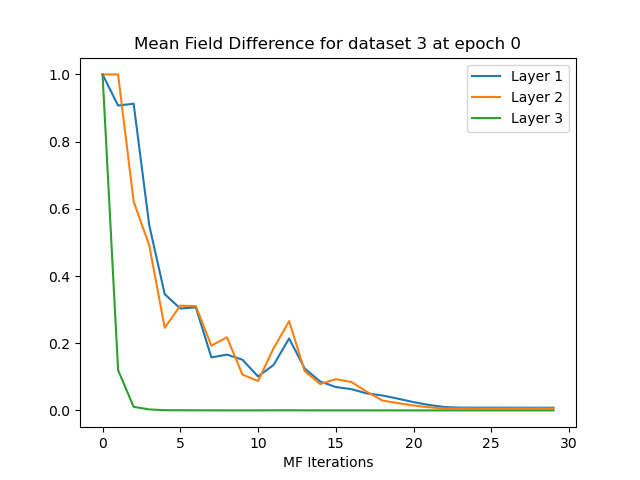 Mean Field Difference for dataset 3 at epoch 0
Layer 1
Layer 2
Layer 3
1.0
0.8
0.6
0.4
0.2
0.0
0 5 10 15 20 25 30
MF Iterations